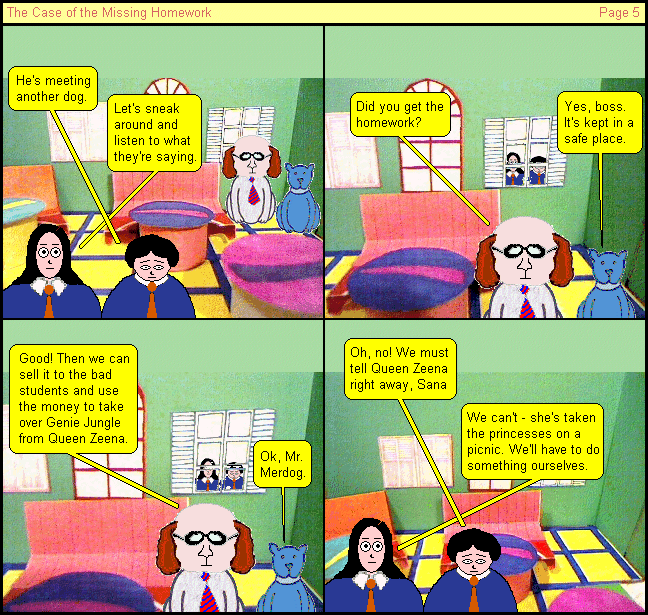 The Case of the Missing Homework
Page 5
He's meeting
another dog.
Let's sneak
around and
listen to what
they're saying.
Did you get the
homework?
Yes, boss.
It's kept in a
safe place.
Good! Then we can
sell it to the bad
students and use
the money to take
over Genie Jungle
from Queen Zeena.
Ok, Mr.
Merdog.
Oh, no! We must
tell Queen Zeena
right away, Sana
We can't - she's taken
the princesses on a
picnic. We'll have to do
something ourselves.